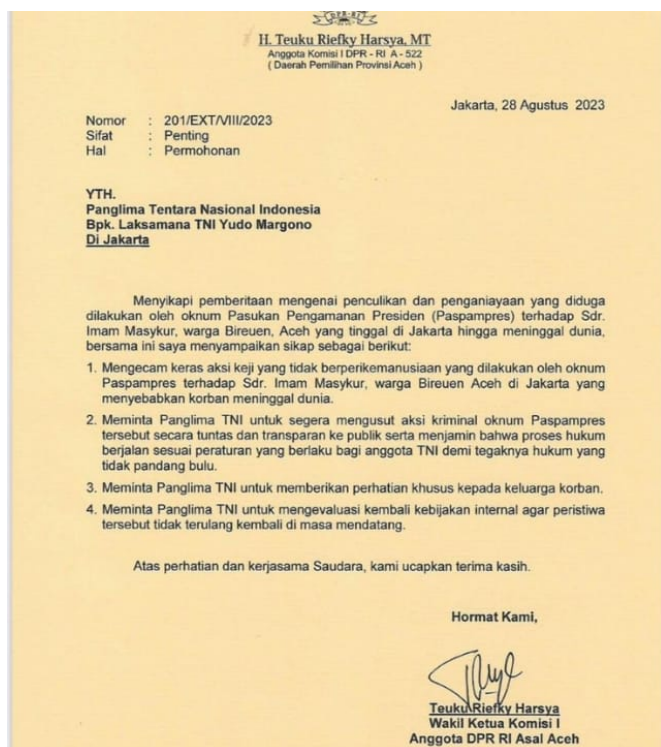 DPR-RI
H. Teuku Riefky Harsya, MT
Anggota Komisi I DPR - RI A - 522
( Daerah Pemilihan Provinsi Aceh )
Jakarta, 28 Agustus 2023
Nomor : 201/EXT/VIII/2023
Sifat : Penting
Hal : Permohonan
YTH.
Panglima Tentara Nasional Indonesia
Bpk. Laksamana TNI Yudo Margono
Di Jakarta
Menyikapi pemberitaan mengenai penculikan dan penganiayaan yang diduga
dilakukan oleh oknum Pasukan Pengamanan Presiden (Paspampres) terhadap Sdr.
Imam Masykur, warga Bireuen, Aceh yang tinggal di Jakarta hingga meninggal dunia,
bersama ini saya menyampaikan sikap sebagai berikut:
1. Mengecam keras aksi keji yang tidak berperikemanusiaan yang dilakukan oleh oknum
Paspampres terhadap Sdr. Imam Masykur, warga Bireuen Aceh di Jakarta yang
menyebabkan korban meninggal dunia.
2. Meminta Panglima TNI untuk segera mengusut aksi kriminal oknum Paspampres
tersebut secara tuntas dan transparan ke publik serta menjamin bahwa proses hukum
berjalan sesuai peraturan yang berlaku bagi anggota TNI demi tegaknya hukum yang
tidak pandang bulu.
3. Meminta Panglima TNI untuk memberikan perhatian khusus kepada keluarga korban.
4. Meminta Panglima TNI untuk mengevaluasi kembali kebijakan internal agar peristiwa
tersebut tidak terulang kembali di masa mendatang.
Atas perhatian dan kerjasama Saudara, kami ucapkan terima kasih.
Hormat Kami,
Teuku Riefky Harsya
Wakil Ketua Komisi I
Anggota DPR RI Asal Aceh